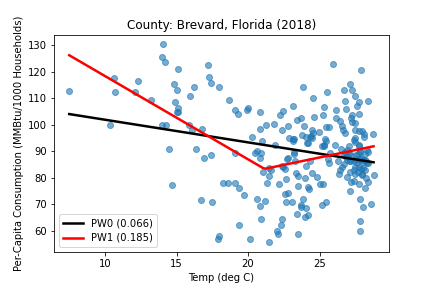 County: Brevard, Florida (2018)
Per-Capita Consumption (MMBtu/1000 Households)
130
120
110
100
90
80
70
60
PW0 (0.066)
PW1 (0.185)
10 15 20 25
Temp (deg C)